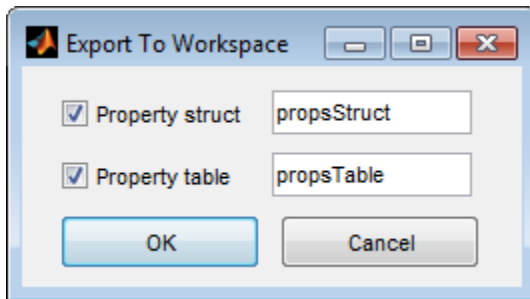 Export To Workspace
Property struct propsStruct
Property table propsTable
OK Cancel